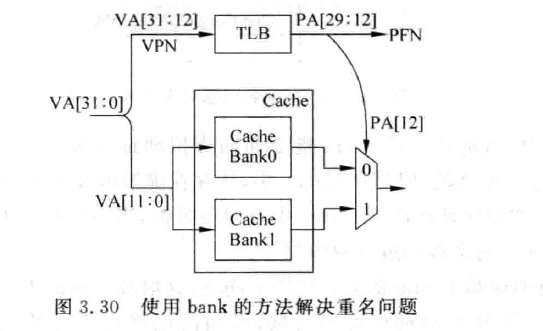 VA[31:12]
PA[29:12]
VPN
TLB
PFN
Cache
VA[31:0]
Cache
Bank0
PA[12]
0
VA[11:0]
Cache
Bank1
1
图 3.30 使用 bank 的方法解决重名问题